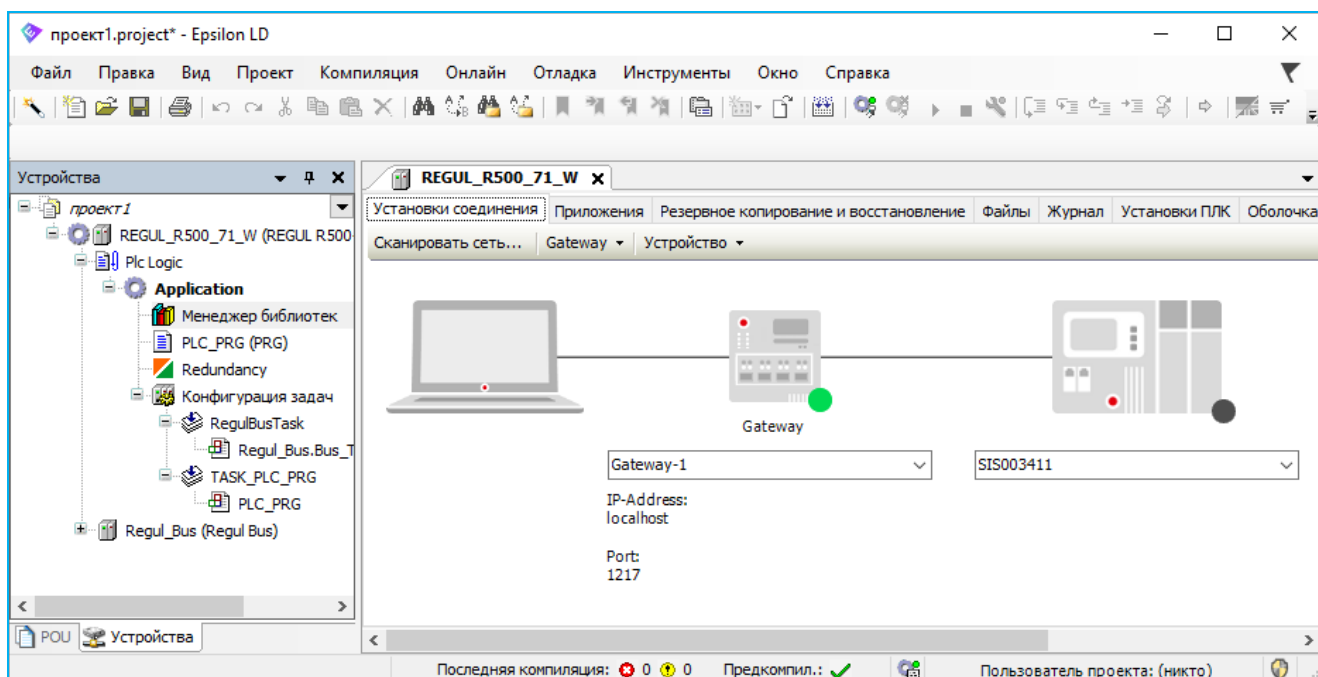 проект1.project* - Epsilon LD
Файл Правка Вид Проект Компиляция Онлайн Отладка Инструменты Окно Справка
Устройства
проект1
REGUL_R500_71_W (REGUL R500
Plc Logic
Application
Менеджер библиотек
PLC_PRG (PRG)
Redundancy
Конфигурация задач
RegulBusTask
Regul_Bus.Bus_T
TASK_PLC_PRG
PLC_PRG
Regul_Bus (Regul Bus)
POU Устройства
REGUL_R500_71_W
Установки соединения Приложения Резервное копирование и восстановление Файлы Журнал Установки ПЛК Оболочка
Сканировать сеть... Gateway Устройство
Gateway
Gateway-1 SIS003411
IP-Address:
localhost
Port:
1217
Последняя компиляция: 0 0 Предкомпил.: Пользователь проекта: (никто)